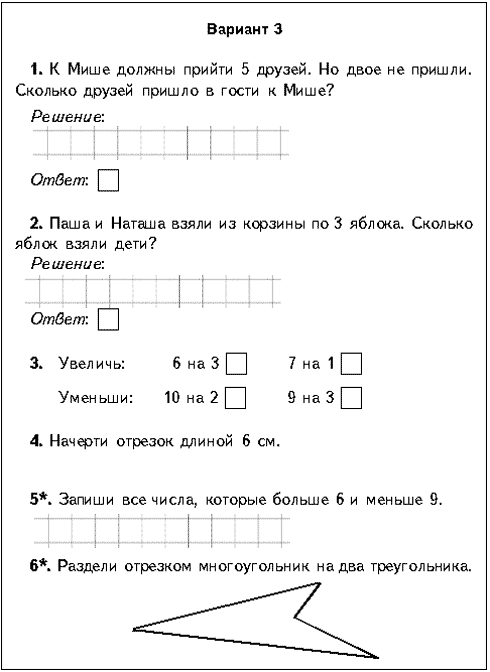 Вариант 3
1. К Мише должны прийти 5 друзей. Но двое не пришли.
Сколько друзей пришло в гости к Мише?
Решение:
Ответ:
2. Паша и Наташа взяли из корзины по 3 яблока. Сколько
яблок взяли дети?
Решение:
Ответ:
3. Увеличь: 6 на 3 7 на 1
Уменьши: 10 на 2 9 на 3
4. Начерти отрезок длиной 6 см.
5*. Запиши все числа, которые больше 6 и меньше 9.
6*. Раздели отрезком многоугольник на два треугольника.